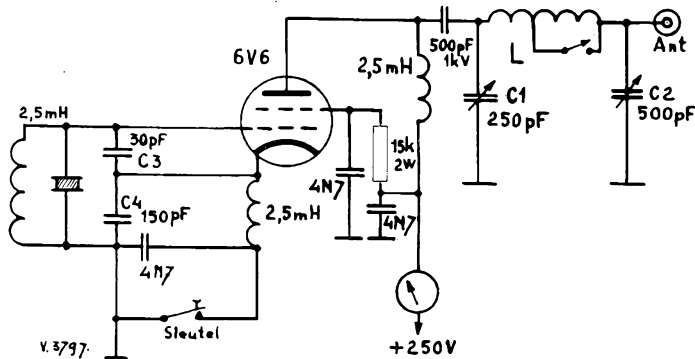 6V6
500pF
1kV
L
Ant
2,5mH
C1
250pF
C2
500pF
2,5mH
30pF
C3
15k
2W
4N7
C4
150pF
2,5mH
4N7
4N7
Sleutel
V.3797.
+250V